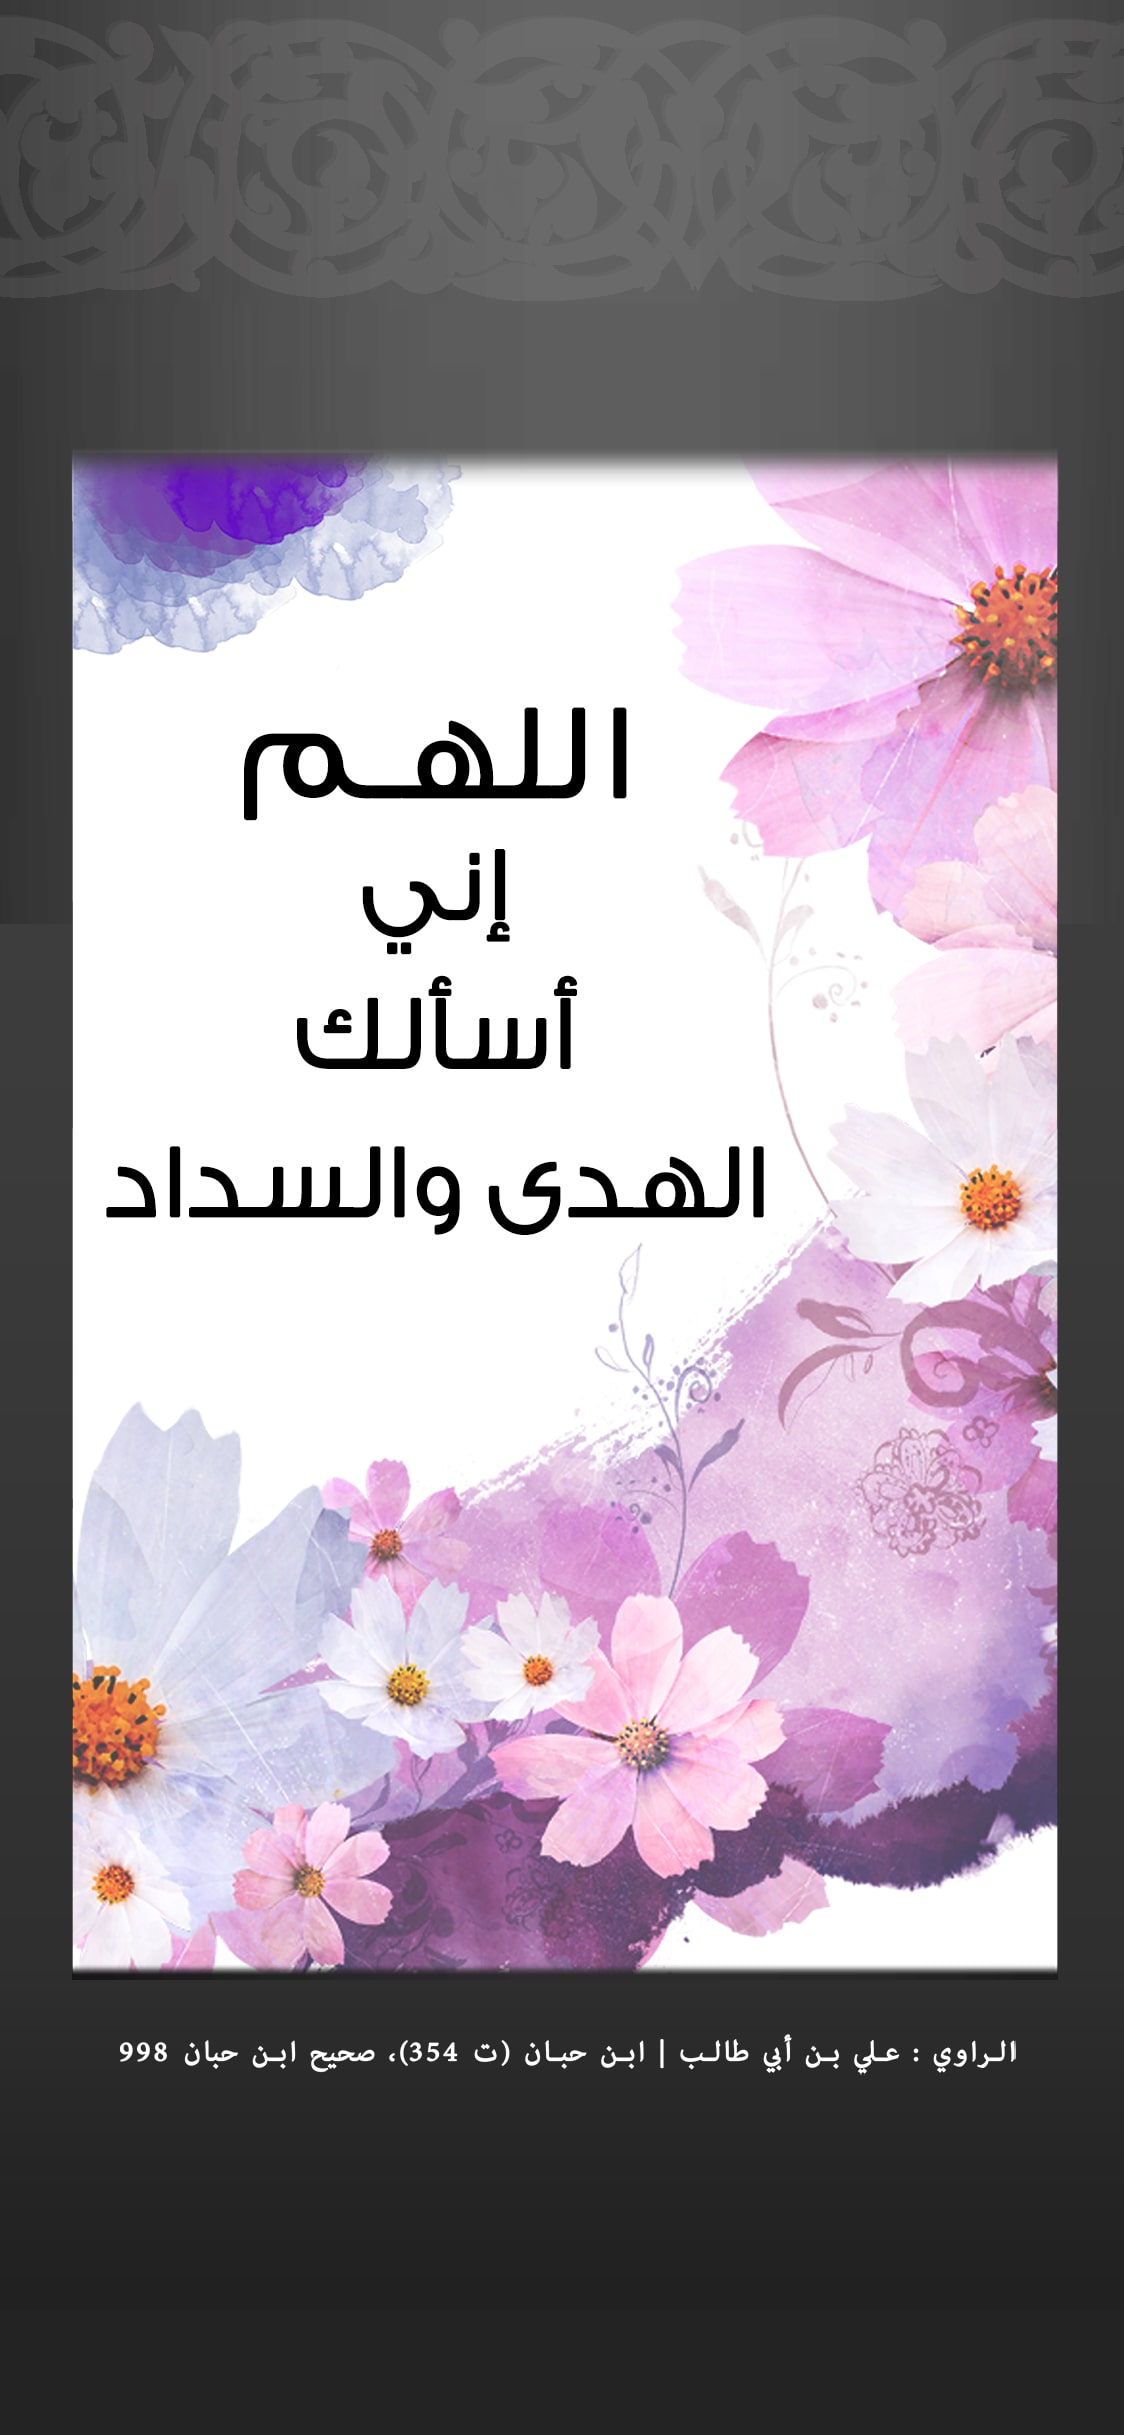 اللهم
إني
أسألك
الهدى والسداد
الراوي : علي بن أبي طالب | ابن حبان (ت 354)، صحيح ابن حبان 998